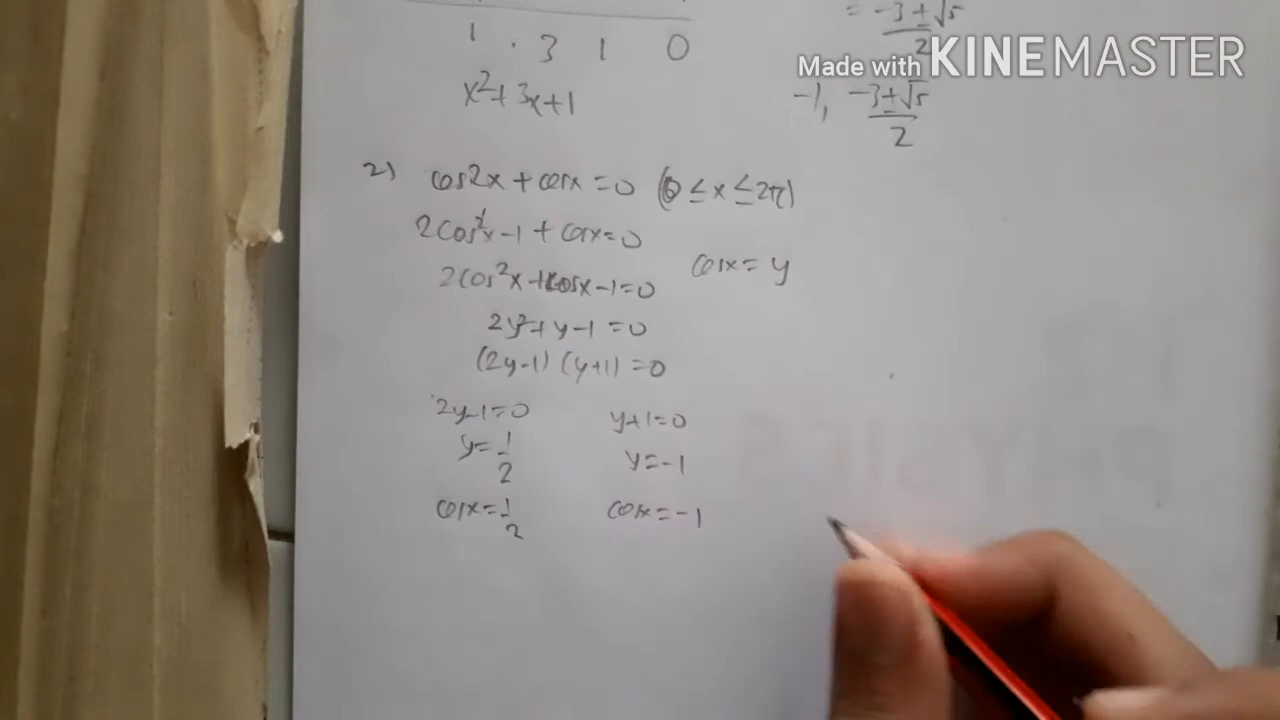 = -3 ± √5
2
Made with KINEMASTER
1 . 3 1 0
x² + 3x + 1
-1, -3 ± √5
2
2) cos2x + cosx = 0 (0 ≤ x ≤ 2π)
2cos²x - 1 + cosx = 0
cosx = y
2cos²x + cosx - 1 = 0
2y² + y - 1 = 0
(2y-1) (y+1) = 0
2y-1=0 y+1=0
y = 1/2 y = -1
cosx = 1/2 cosx = -1